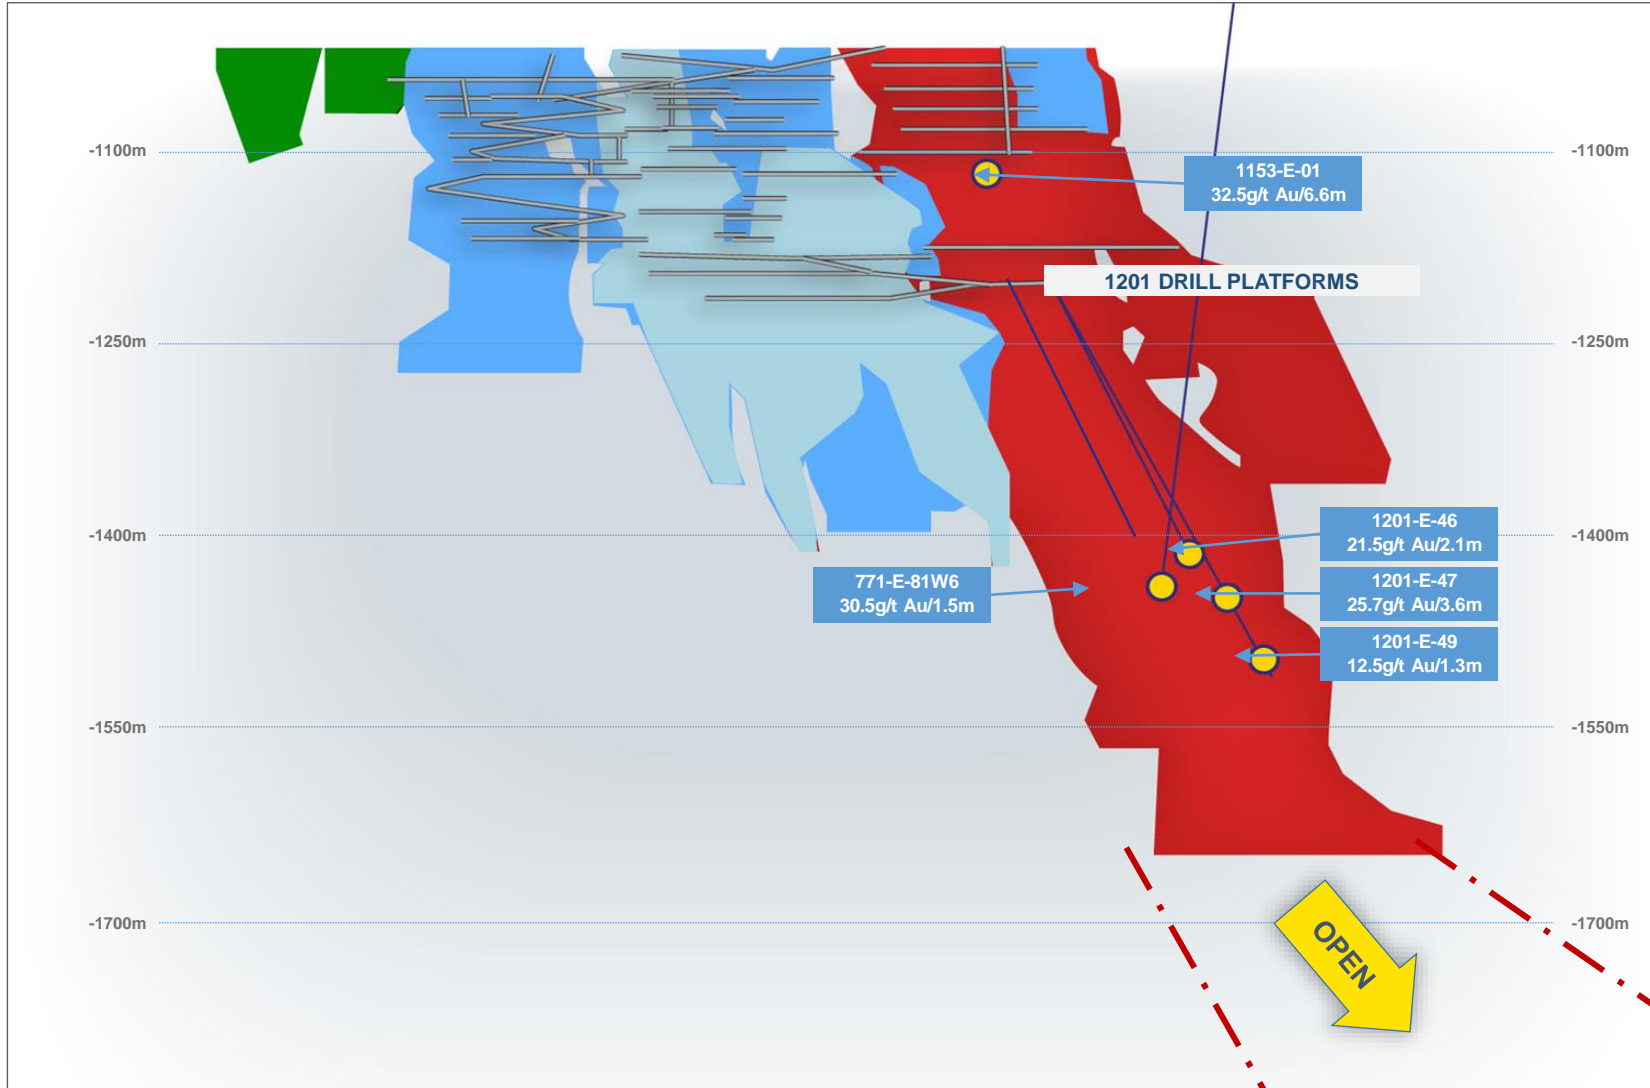 -1100m
-1100m
1153-E-01
32.5g/t Au/6.6m
1201 DRILL PLATFORMS
-1250m
-1250m
1201-E-46
21.5g/t Au/2.1m
-1400m
-1400m
771-E-81W6
30.5g/t Au/1.5m
1201-E-47
25.7g/t Au/3.6m
1201-E-49
12.5g/t Au/1.3m
-1550m
-1550m
-1700m
-1700m
OPEN